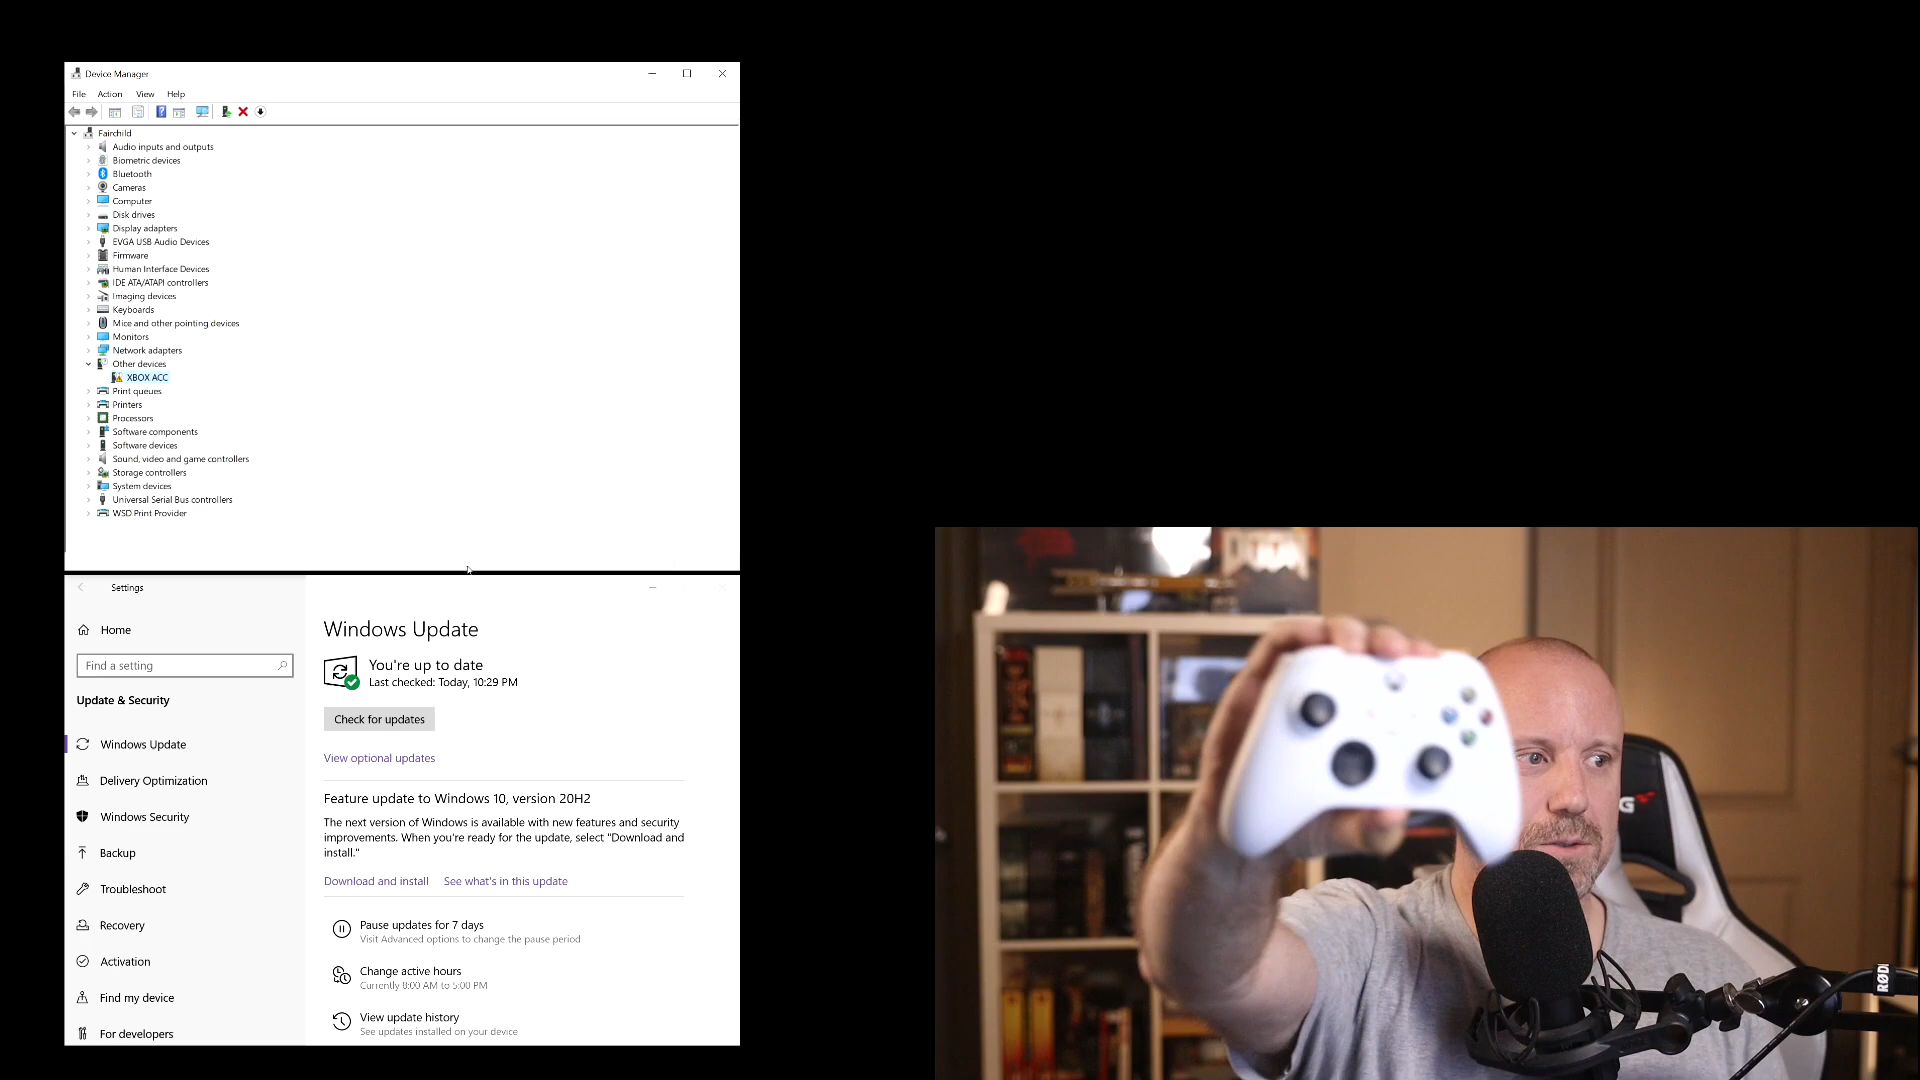 Device Manager
File Action View Help
Fairchild
Audio inputs and outputs
Biometric devices
Bluetooth
Cameras
Computer
Disk drives
Display adapters
EVGA USB Audio Devices
Firmware
Human Interface Devices
IDE ATA/ATAPI controllers
Imaging devices
Keyboards
Mice and other pointing devices
Monitors
Network adapters
Other devices
XBOX ACC
Print queues
Printers
Processors
Software components
Software devices
Sound, video and game controllers
Storage controllers
System devices
Universal Serial Bus controllers
WSD Print Provider
Settings
Home
Find a setting
Update & Security
Windows Update
Delivery Optimization
Windows Security
Backup
Troubleshoot
Recovery
Activation
Find my device
For developers
Windows Update
You're up to date
Last checked: Today, 10:29 PM
Check for updates
View optional updates
Feature update to Windows 10, version 20H2
The next version of Windows is available with new features and security
improvements. When you're ready for the update, select "Download and
install."
Download and install See what's in this update
Pause updates for 7 days
Visit Advanced options to change the pause period
Change active hours
Currently 8:00 AM to 5:00 PM
View update history
See updates installed on your device
RØD